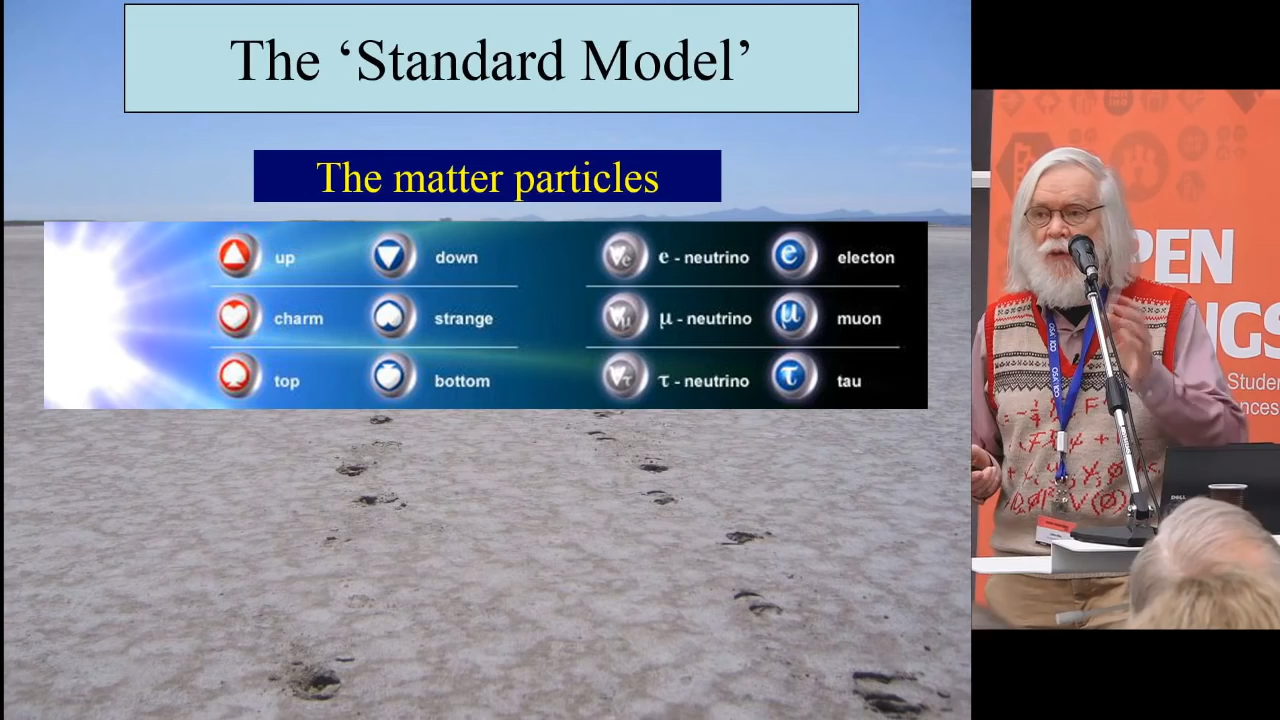 The ‘Standard Model’
The matter particles
up
down
e - neutrino
e
electon
charm
strange
μ - neutrino
μ
muon
top
bottom
τ - neutrino
τ
tau
PEN
NGS
Studen
nces
DELL